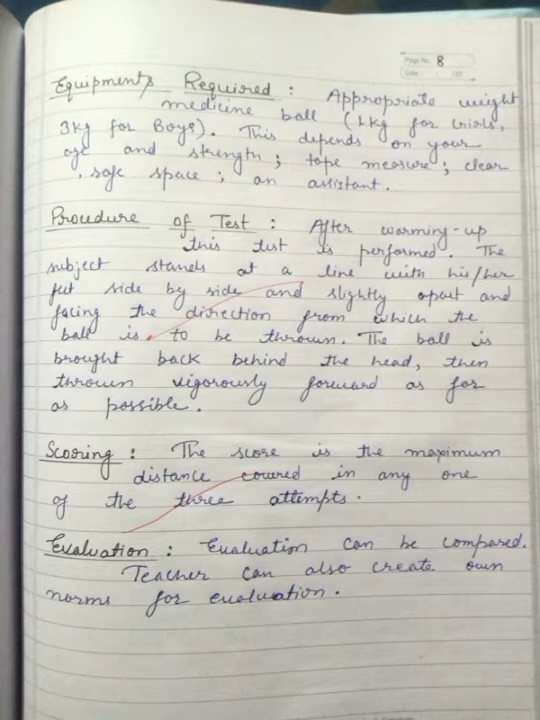 Page No. 8
Date
Equipments Required : Appropriate weight
medicine ball (1kg for Girls,
3kg for Boys). This depends on your
age and strength ; tape measure ; clear
, safe space ; an assistant.
Procedure of Test : After warming-up
this test is performed. The
subject stands at a line with his/her
feet side by side and slightly apart and
facing the direction from which the
ball is to be thrown. The ball is
brought back behind the head, then
thrown vigorously forward as far
as possible.
Scoring : The score is the maximum
distance covered in any one
of the three attempts.
Evaluation : Evaluation can be compared.
Teacher can also create own
norms for evaluation.